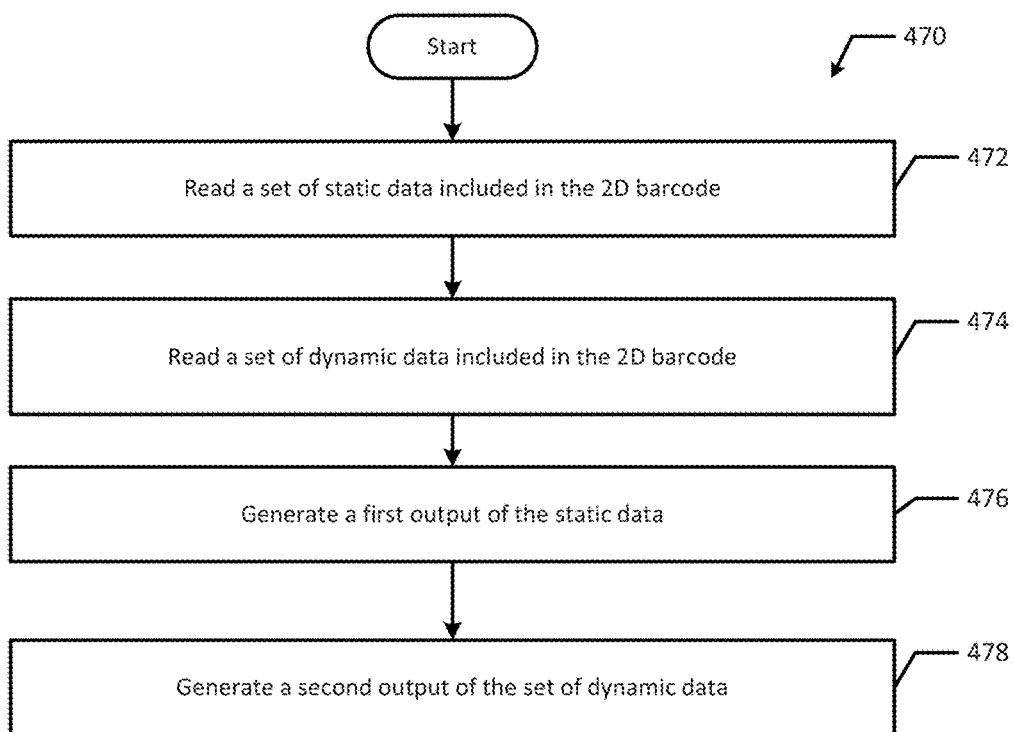 Start
470
Read a set of static data included in the 2D barcode
472
Read a set of dynamic data included in the 2D barcode
474
Generate a first output of the static data
476
Generate a second output of the set of dynamic data
478